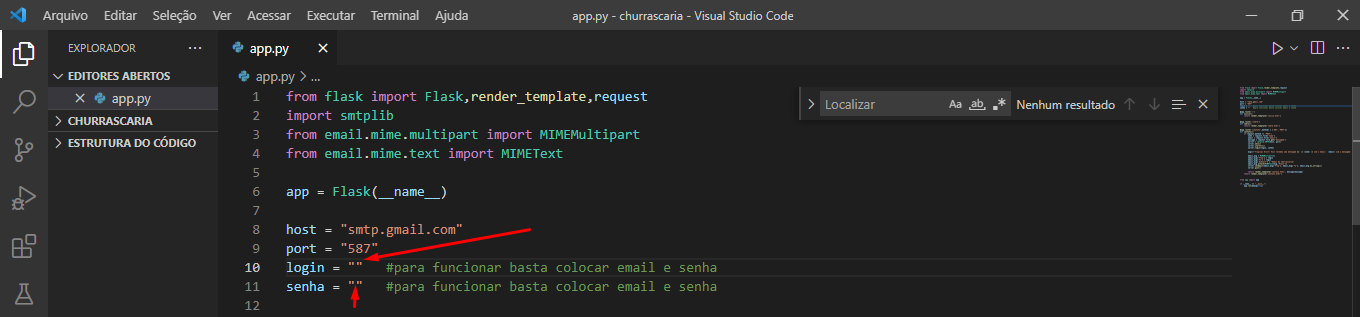 Arquivo Editar Seleção Ver Acessar Executar Terminal Ajuda app.py - churrascaria - Visual Studio Code
EXPLORADOR
EDITORES ABERTOS
app.py
CHURRASCARIA
ESTRUTURA DO CÓDIGO
app.py
app.py > ...
Localizar Aa ab Nenhum resultado
1 from flask import Flask,render_template,request
2 import smtplib
3 from email.mime.multipart import MIMEMultipart
4 from email.mime.text import MIMEText
5
6 app = Flask(__name__)
7
8 host = "smtp.gmail.com"
9 port = "587"
10 login = "" #para funcionar basta colocar email e senha
11 senha = "" #para funcionar basta colocar email e senha
12